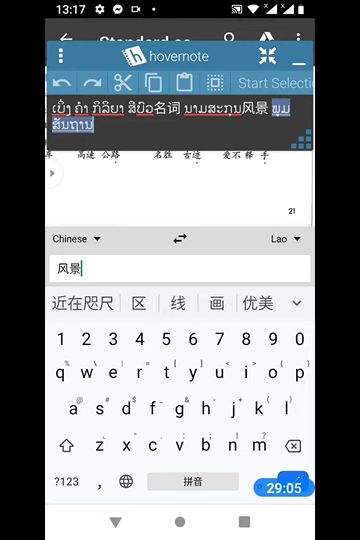 13:17
Standard
hovernote
Start Selectio
ເບິ່ງ ຄຳ ກິລິຍາ ສີບົວ名词 ນາມສະກຸນ风景 ພູມ
ສັນຖານ
高速 公路 名胜 古迹 爱不 释 手
21
Chinese Lao
风景
近在咫尺 区 线 画 优美
1 2 3 4 5 6 7 8 9 0
q w e r t y u i o p
a s d f g h j k l
z x c v b n m
?123 , 拼音
29:05